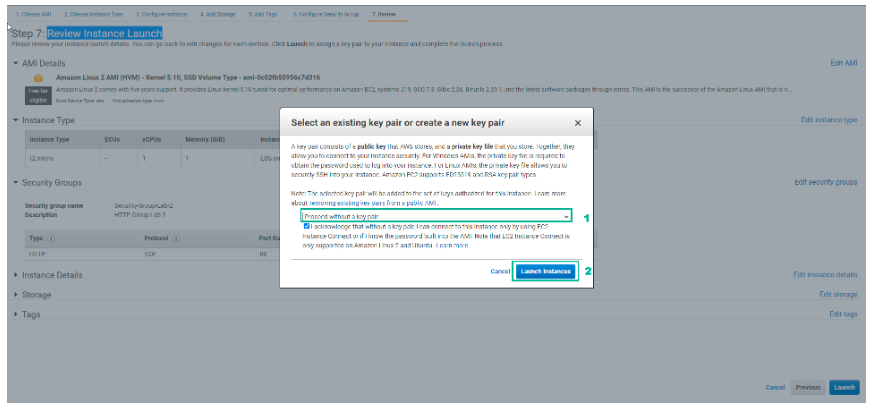 1. Choose AMI 2. Choose Instance Type 3. Configure Instance 4. Add Storage 5. Add Tags 6. Configure Security Group 7. Review
Step 7: Review Instance Launch
Please review your instance launch details. You can go back to edit changes for each section. Click Launch to assign a key pair to your instance and complete the launch process.
AMI Details Edit AMI
Amazon Linux 2 AMI (HVM) - Kernel 5.10, SSD Volume Type - ami-0c02fb55956c7d316
Free tier eligible
Amazon Linux 2 comes with five years support. It provides Linux kernel 5.10 tuned for optimal performance on Amazon EC2, systemd 219, GCC 7.3, Glibc 2.26, Binutils 2.29.1, and the latest software packages through extras. This AMI is the successor of the Amazon Linux AMI that is n...
Root Device Type: ebs Virtualization type: hvm
Instance Type Edit instance type
Instance Type ECUs vCPUs Memory (GiB)
t2.micro - 1 1
Security Groups Edit security groups
Security group name Security-Group-Lab-2
Description HTTP Group Lab 2
Type Protocol
HTTP TCP 80
Instance Details Edit instance details
Storage Edit storage
Tags Edit tags
Select an existing key pair or create a new key pair ×
A key pair consists of a public key that AWS stores, and a private key file that you store. Together, they
allow you to connect to your instance securely. For Windows AMIs, the private key file is required to
obtain the password used to log into your instance. For Linux AMIs, the private key file allows you to
securely SSH into your instance. Amazon EC2 supports ED25519 and RSA key pair types.
Note: The selected key pair will be added to the set of keys authorized for this instance. Learn more
about removing existing key pairs from a public AMI.
Proceed without a key pair 1
I acknowledge that without a key pair, I can connect to this instance only by using EC2
Instance Connect or if I know the password built into the AMI. Note that EC2 Instance Connect is
only supported on Amazon Linux 2 and Ubuntu. Learn more.
Cancel Launch Instances 2
Cancel Previous Launch